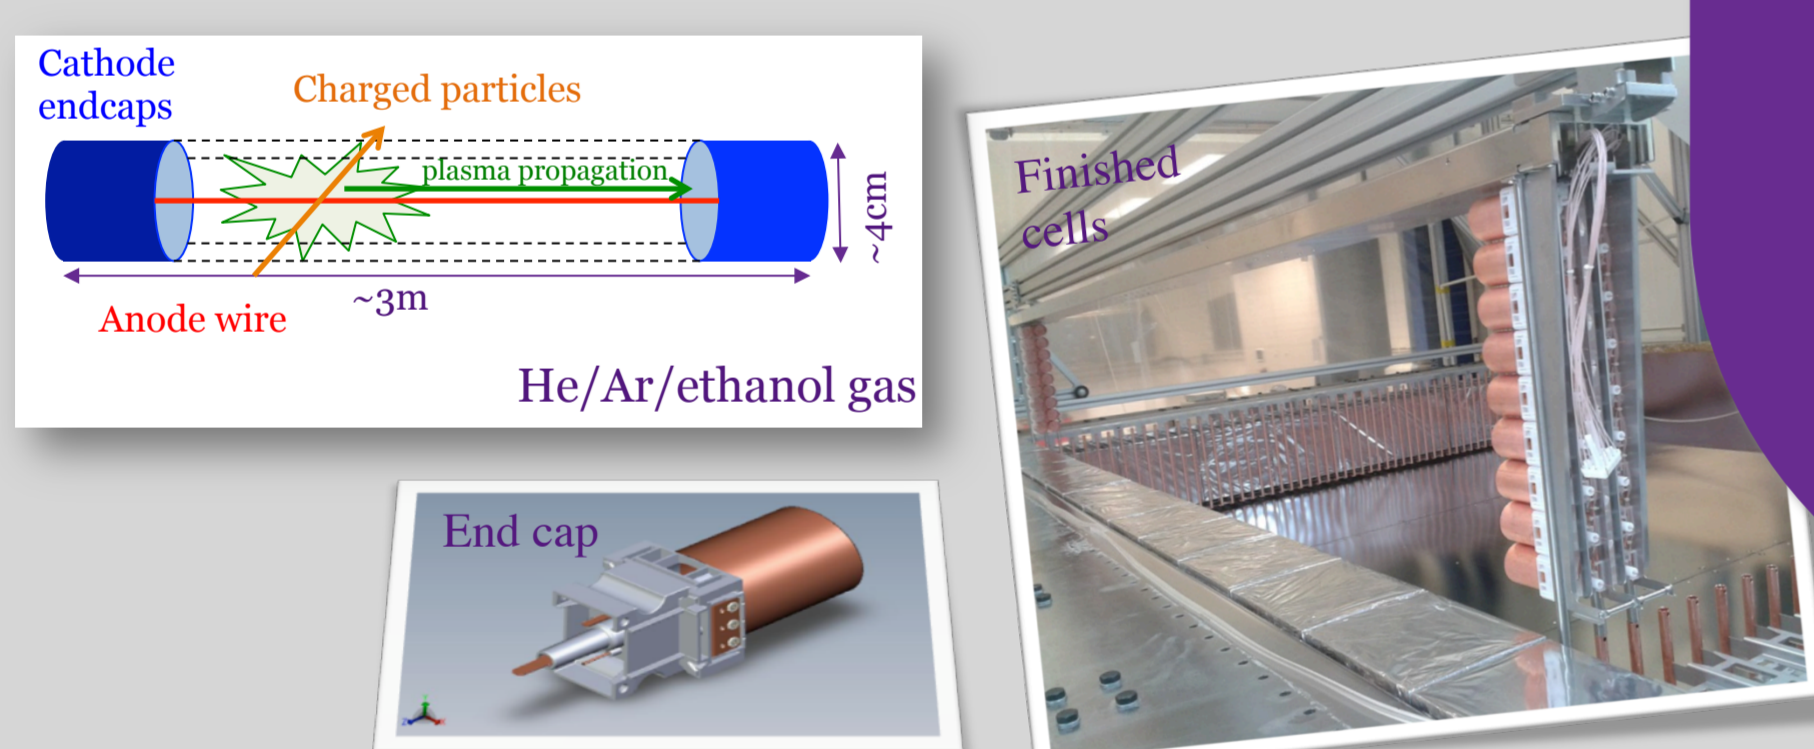 Cathode
endcaps
Charged particles
plasma propagation
~4cm
~3m
Anode wire
He/Ar/ethanol gas
End cap
Finished
cells